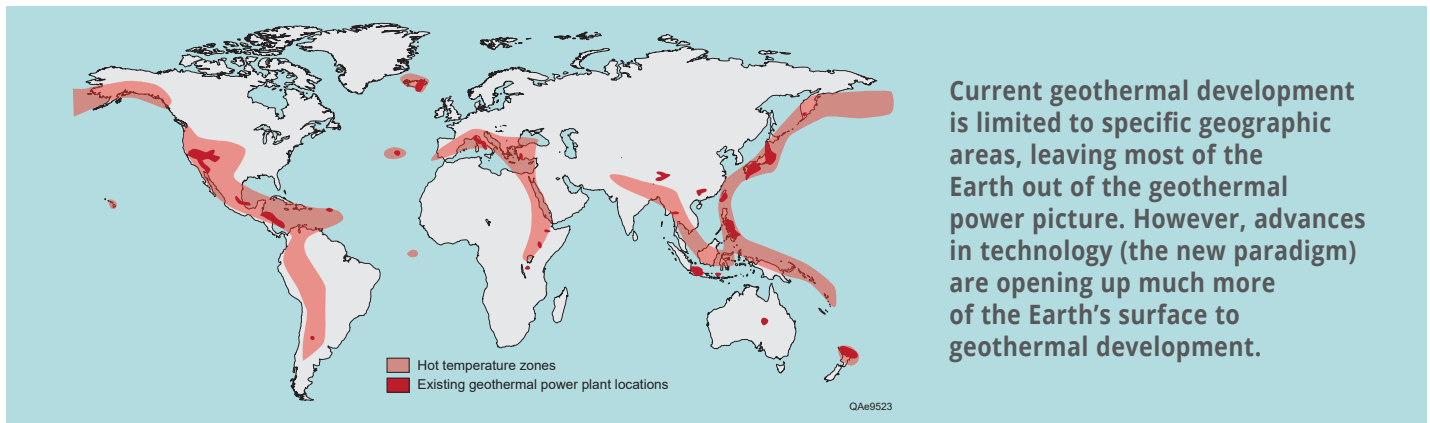 Current geothermal development
is limited to specific geographic
areas, leaving most of the
Earth out of the geothermal
power picture. However, advances
in technology (the new paradigm)
are opening up much more
of the Earth's surface to
geothermal development.
Hot temperature zones
Existing geothermal power plant locations
QAe9523